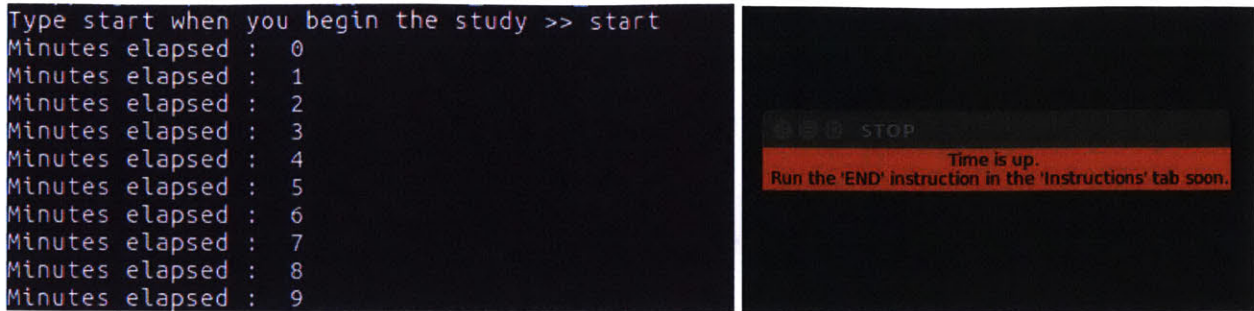 Type start when you begin the study >> start
Minutes elapsed :  0
Minutes elapsed :  1
Minutes elapsed :  2
Minutes elapsed :  3
Minutes elapsed :  4
Minutes elapsed :  5
Minutes elapsed :  6
Minutes elapsed :  7
Minutes elapsed :  8
Minutes elapsed :  9
STOP
Time is up.
Run the 'END' instruction in the 'Instructions' tab soon.